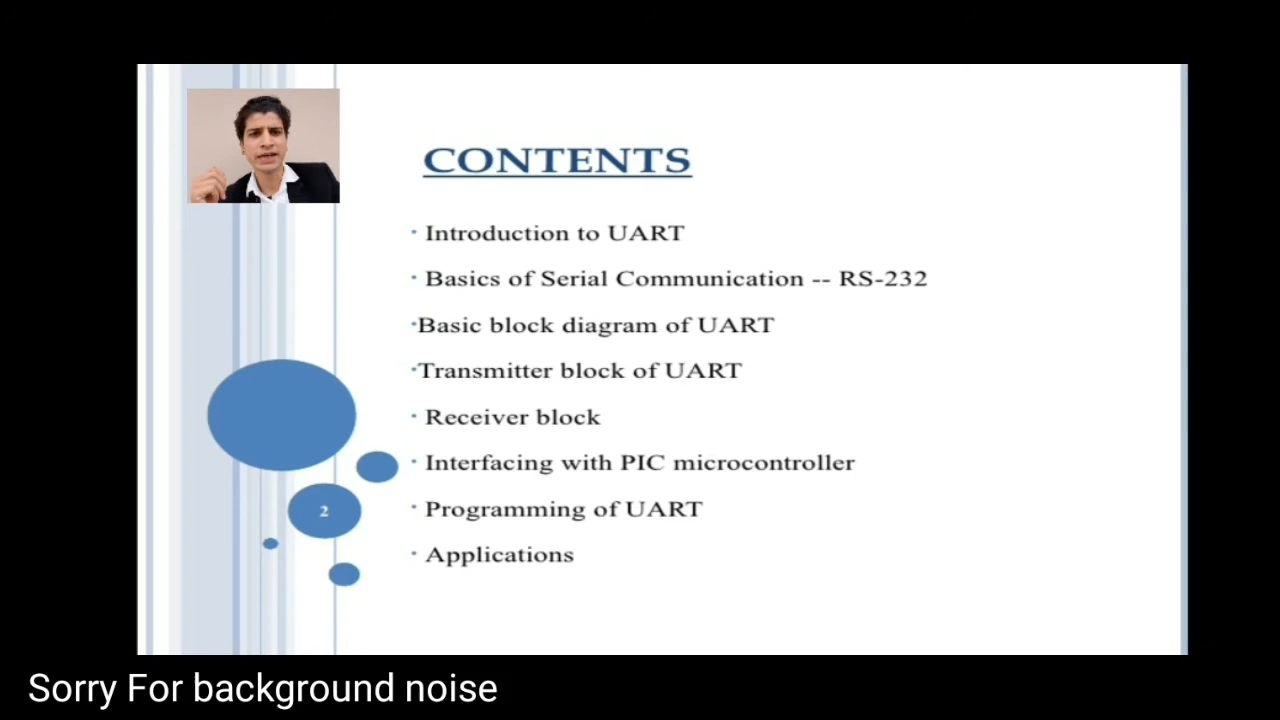 CONTENTS
• Introduction to UART
• Basics of Serial Communication -- RS-232
•Basic block diagram of UART
•Transmitter block of UART
• Receiver block
• Interfacing with PIC microcontroller
• Programming of UART
• Applications
2
Sorry For background noise